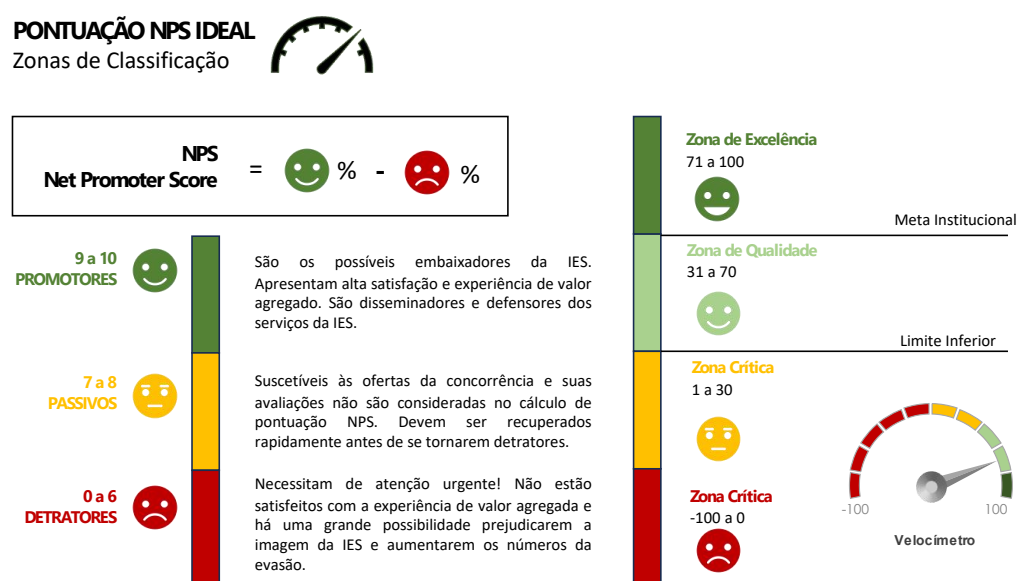 PONTUAÇÃO NPS IDEAL
Zonas de Classificação
NPS
Net Promoter Score
= % - %
9 a 10
PROMOTORES
São os possíveis embaixadores da IES.
Apresentam alta satisfação e experiência de valor
agregado. São disseminadores e defensores dos
serviços da IES.
7 a 8
PASSIVOS
Suscetíveis às ofertas da concorrência e suas
avaliações não são consideradas no cálculo de
pontuação NPS. Devem ser recuperados
rapidamente antes de se tornarem detratores.
0 a 6
DETRATORES
Necessitam de atenção urgente! Não estão
satisfeitos com a experiência de valor agregada e
há uma grande possibilidade prejudicarem a
imagem da IES e aumentarem os números da
evasão.
Zona de Excelência
71 a 100
Meta Institucional
Zona de Qualidade
31 a 70
Limite Inferior
Zona Crítica
1 a 30
Zona Crítica
-100 a 0
-100
100
Velocímetro